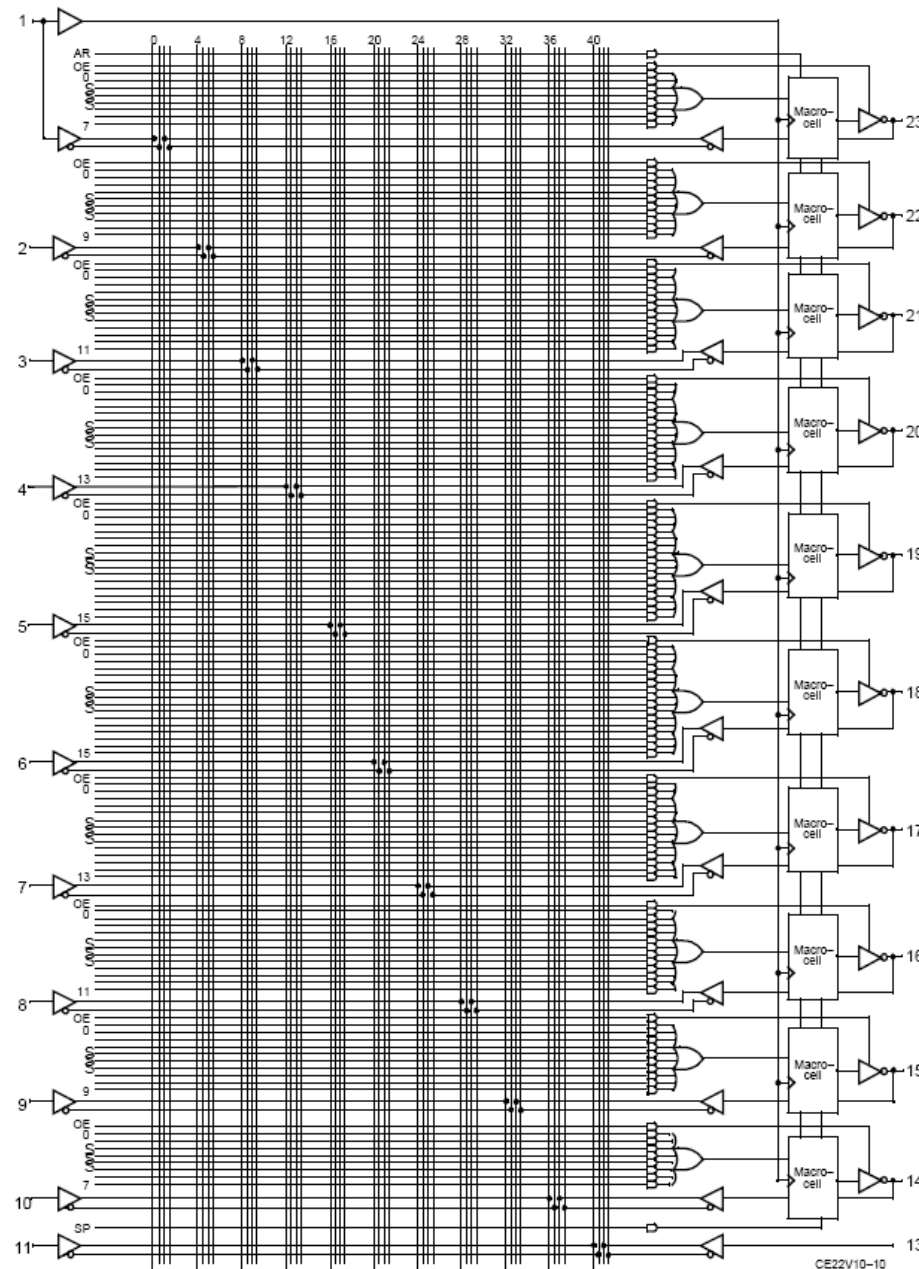 1
0 4 8 12 16 20 24 28 32 36 40
AR
OE
0
S
S
S
7
Macro–
cell
23
OE
0
S
S
S
9
2
Macro–
cell
22
OE
0
S
S
S
11
3
Macro–
cell
21
OE
0
S
S
S
13
4
Macro–
cell
20
OE
0
S
S
S
15
5
Macro–
cell
19
OE
0
S
S
S
15
6
Macro–
cell
18
OE
0
S
S
S
13
7
Macro–
cell
17
OE
0
S
S
S
11
8
Macro–
cell
16
OE
0
S
S
S
9
9
Macro–
cell
15
OE
0
S
S
S
7
10
Macro–
cell
14
SP
11
13
CE22V10–10